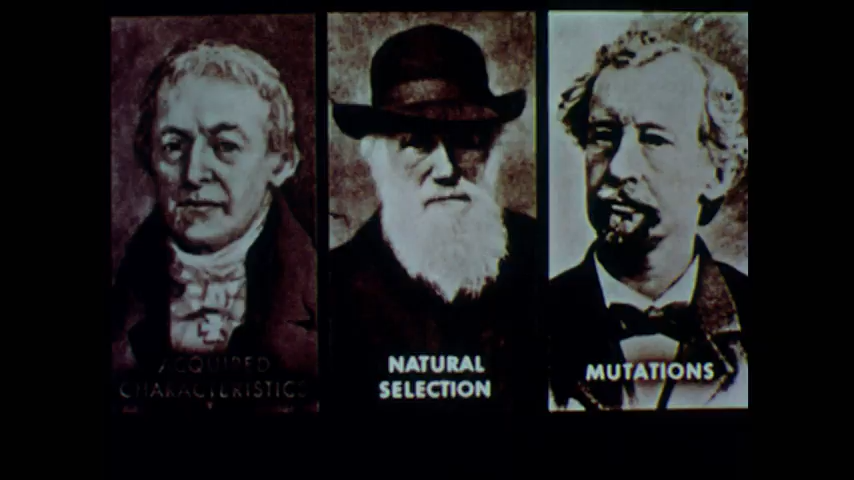 ACQUIRED
CHARACTERISTICS
NATURAL
SELECTION
MUTATIONS